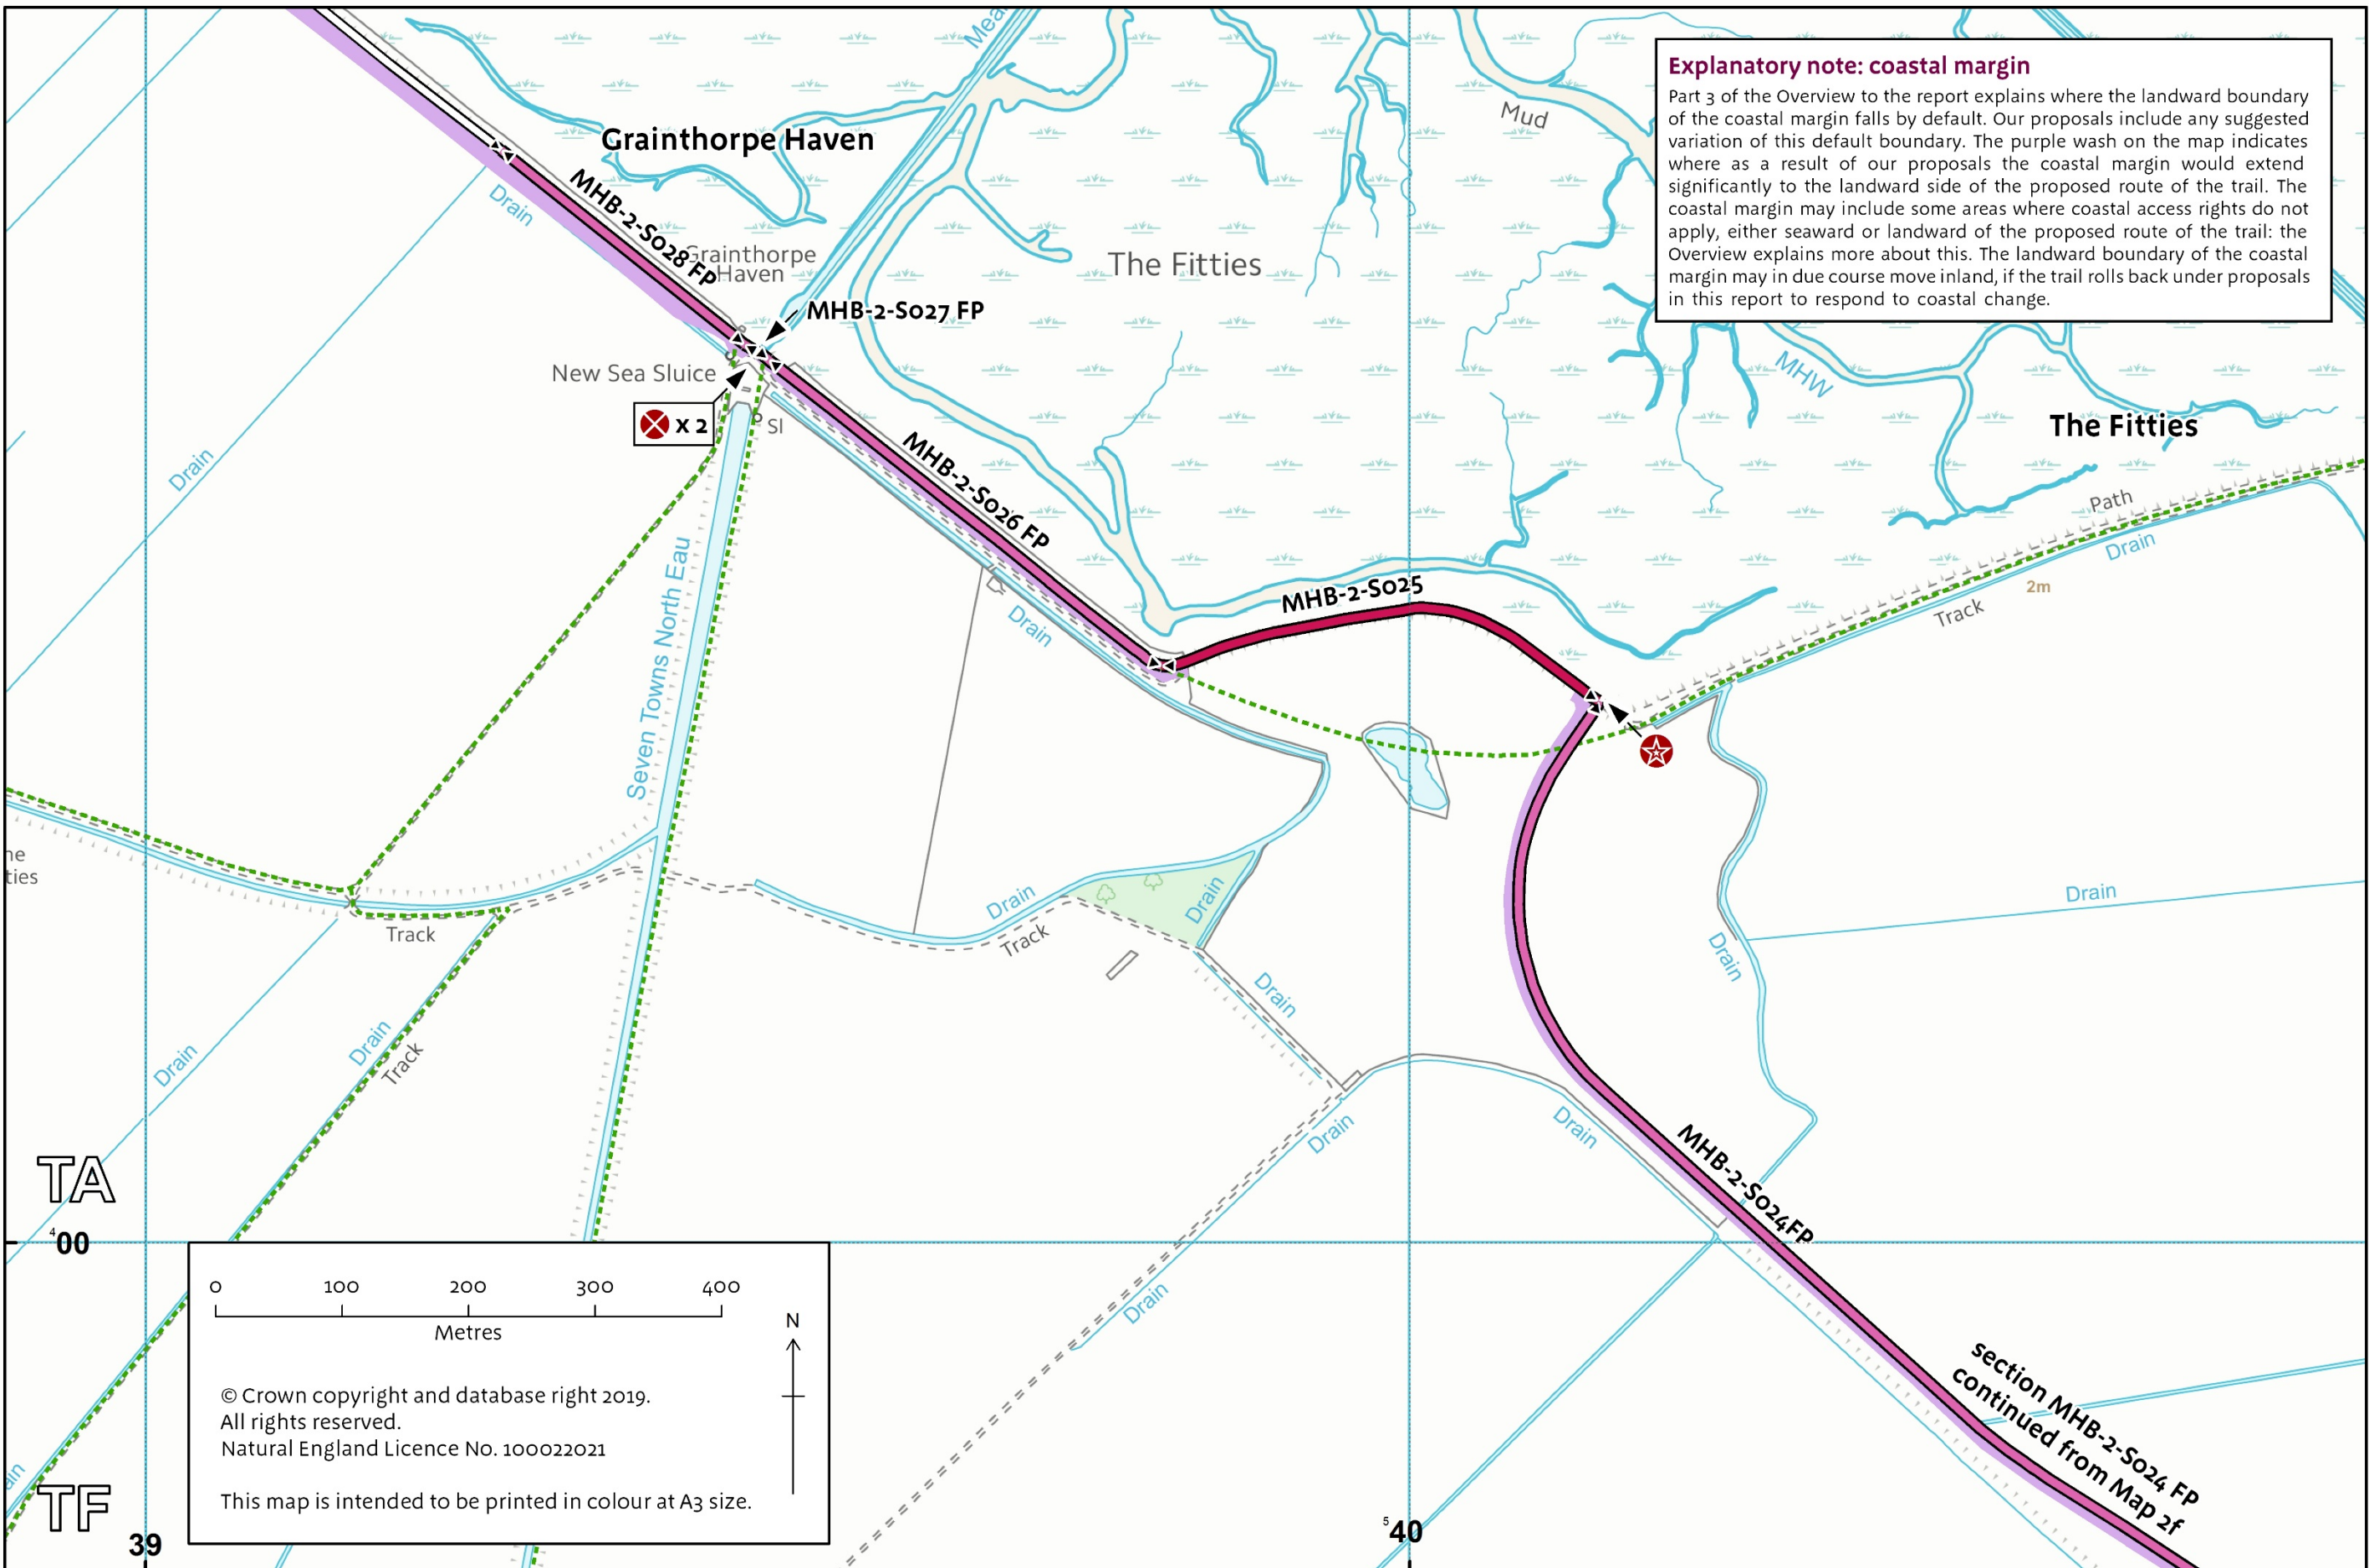 Mea
Explanatory note: coastal margin
Part 3 of the Overview to the report explains where the landward boundary
of the coastal margin falls by default. Our proposals include any suggested
variation of this default boundary. The purple wash on the map indicates
where as a result of our proposals the coastal margin would extend
significantly to the landward side of the proposed route of the trail. The
coastal margin may include some areas where coastal access rights do not
apply, either seaward or landward of the proposed route of the trail: the
Overview explains more about this. The landward boundary of the coastal
margin may in due course move inland, if the trail rolls back under proposals
in this report to respond to coastal change.
Mud
Grainthorpe Haven
Drain
MHB-2-S028 FP
Grainthorpe
Haven
The Fitties
MHB-2-S027 FP
New Sea Sluice
x 2
Sl
MHW
The Fitties
Drain
MHB-2-S026 FP
Path
Drain
2m
Track
MHB-2-S025
Drain
Seven Towns North Eau
he
ties
Track
Drain
Drain
Track
Drain
Drain
Drain
Drain
Track
Drain
Drain
Drain
MHB-2-S024FP
TA
400
Drain
section MHB-2-S024 FP
continued from Map 2f
0 100 200 300 400
Metres
N
© Crown copyright and database right 2019.
All rights reserved.
Natural England Licence No. 100022021
This map is intended to be printed in colour at A3 size.
ain
TF
39
540